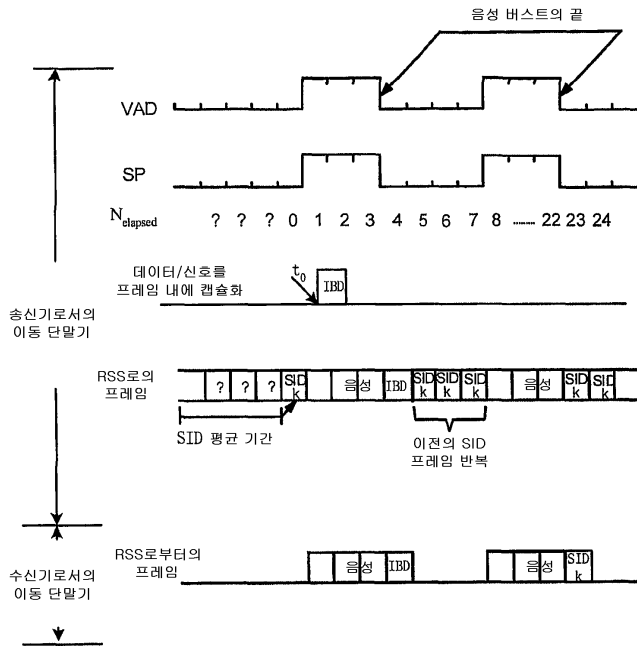 음성 버스트의 끝
VAD
SP
Nelapsed ? ? ? 0 1 2 3 4 5 6 7 8 ........ 22 23 24
데이터/신호를
프레임 내에 캡슐화
t0
IBD
송신기로서의
이동 단말기
RSS로의
프레임
? ? ? SID k 음성 IBD SID k SID k SID k 음성 SID k SID k
SID 평균 기간
이전의 SID
프레임 반복
수신기로서의
이동 단말기
RSS로부터의
프레임
음성 IBD 음성 SID k